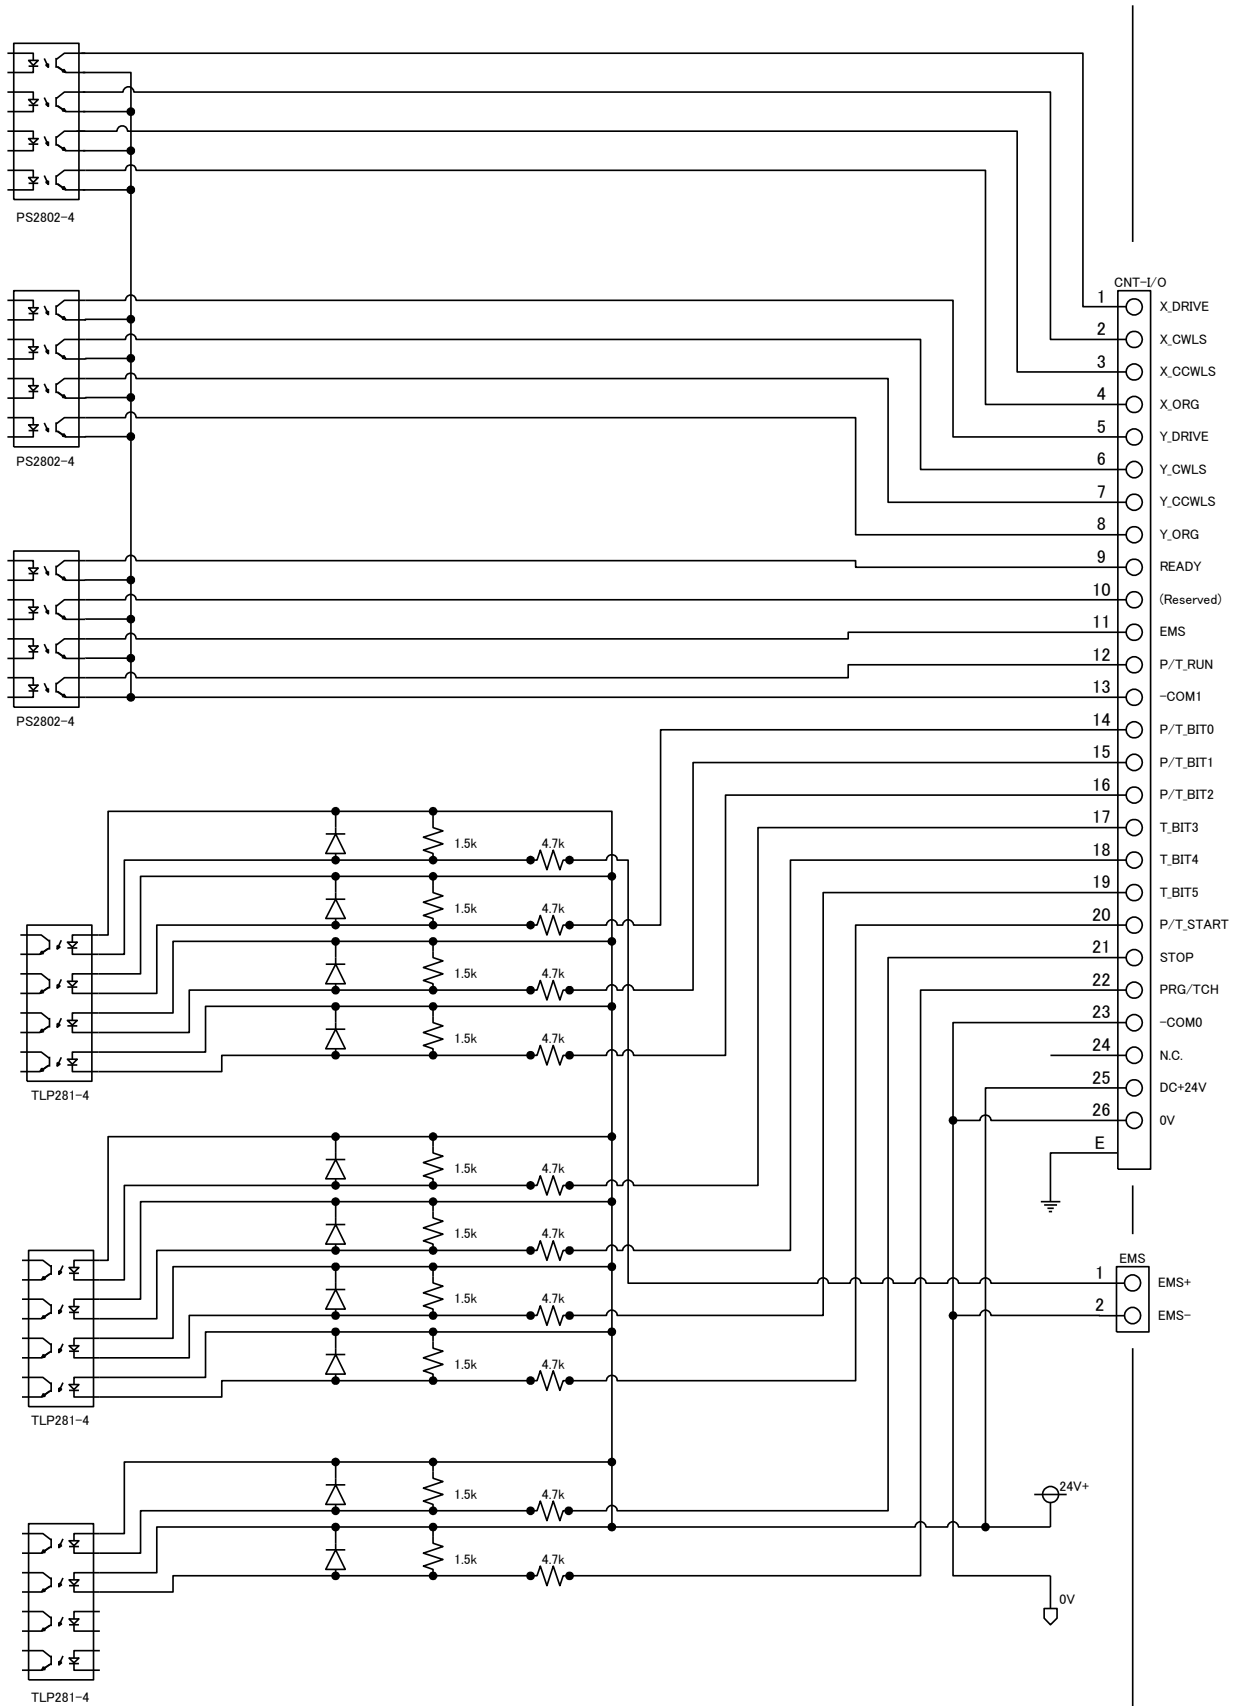 PS2802-4
PS2802-4
PS2802-4
CNT-I/O
1 X_DRIVE
2 X_CWLS
3 X_CCWLS
4 X_ORG
5 Y_DRIVE
6 Y_CWLS
7 Y_CCWLS
8 Y_ORG
9 READY
10 (Reserved)
11 EMS
12 P/T_RUN
13 -COM1
14 P/T_BIT0
15 P/T_BIT1
16 P/T_BIT2
17 T_BIT3
18 T_BIT4
19 T_BIT5
20 P/T_START
21 STOP
22 PRG/TCH
23 -COM0
24 N.C.
25 DC+24V
26 0V
E
1.5k 4.7k
1.5k 4.7k
1.5k 4.7k
1.5k 4.7k
TLP281-4
1.5k 4.7k
1.5k 4.7k
1.5k 4.7k
1.5k 4.7k
TLP281-4
EMS
1 EMS+
2 EMS-
1.5k 4.7k
1.5k 4.7k
24V+
0V
TLP281-4